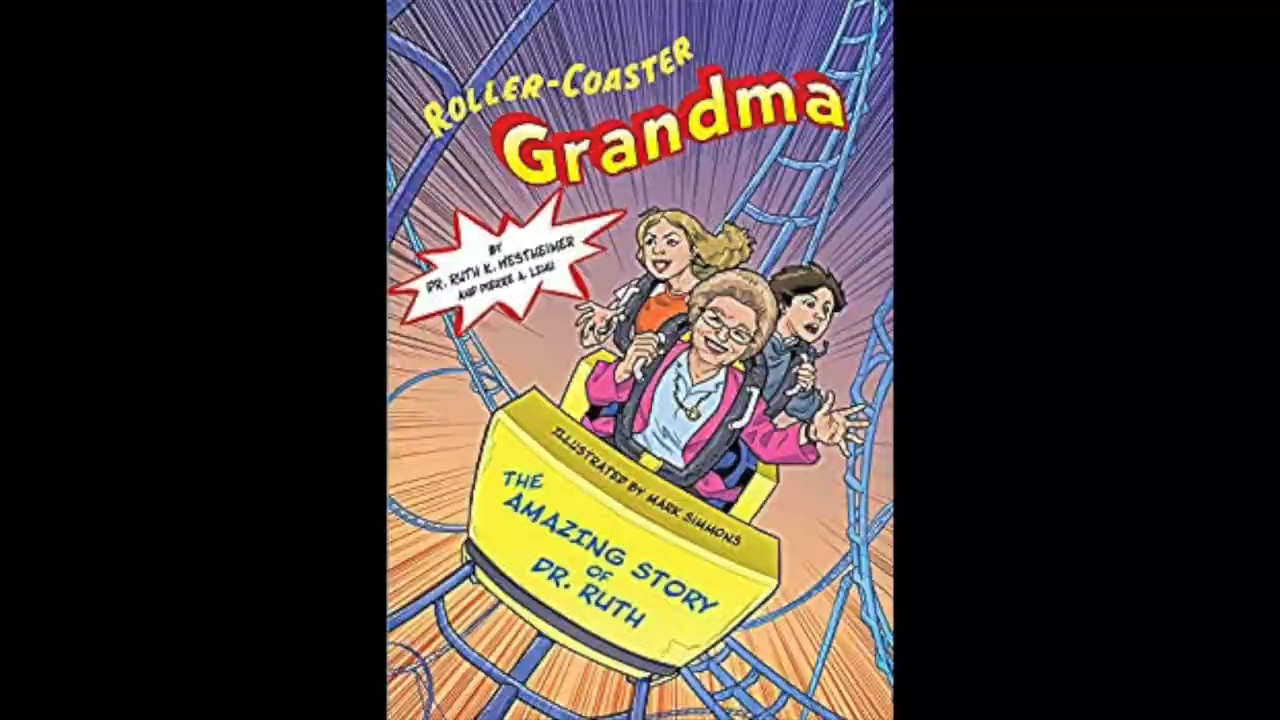 ROLLER-COASTER
Grandma
BY
DR. RUTH K. WESTHEIMER
AND PIERRE A. LEHU
ILLUSTRATED BY MARK SIMMONS
THE
AMAZING STORY
OF
DR. RUTH